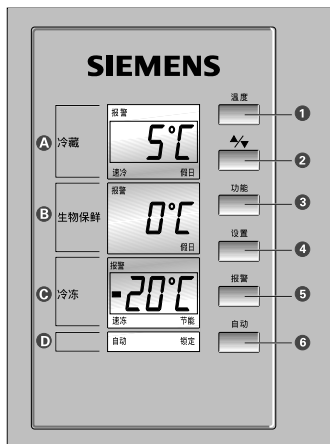 SIEMENS
温度
报警
A 冷藏
5°C
速冷 假日
1
2
报警
B 生物保鲜
0°C
假日
功能
3
设置
4
报警
C 冷冻
-20°C
速冻 节能
报警
5
D
自动 锁定
自动
6